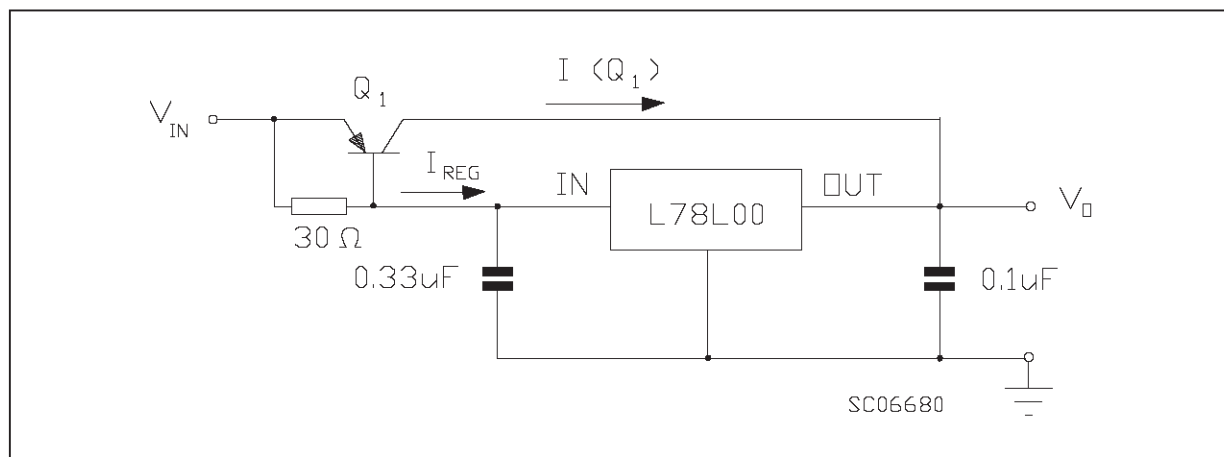 I (Q1)
Q1
VIN
IREG
IN
L78L00
OUT
VO
30 Ω
0.33uF
0.1uF
SC06680